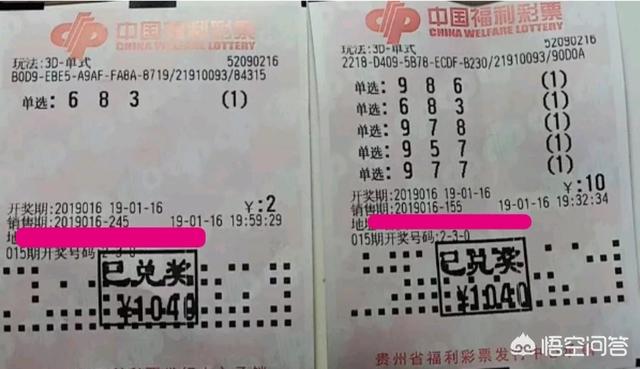 中国福利彩票
CHINA WELFARE LOTTERY
玩法:3D-单式 52090216
B0D9-EBE5-A9AF-FA8A-8719/21910093/84315
单选: 6 8 3 (1)
开奖期:2019016 19-01-16 ¥:2
销售期:2019016-245 19-01-16 19:59:29
地
015期开奖号码:2-3-0
已兑奖
¥1040
中国福利彩票
CHINA WELFARE LOTTERY
玩法:3D-单式 52090216
2218-D409-5B78-ECDF-B230/21910093/90D0A
单选: 9 8 6 (1)
单选: 6 8 3 (1)
单选: 9 7 8 (1)
单选: 9 5 7 (1)
单选: 9 7 7 (1)
开奖期:2019016 19-01-16 ¥:10
销售期:2019016-155 19-01-16 19:32:34
地
015期开奖号码:2-3-0
已兑奖
¥1040
贵州省福利彩票发行中心
悟空问答